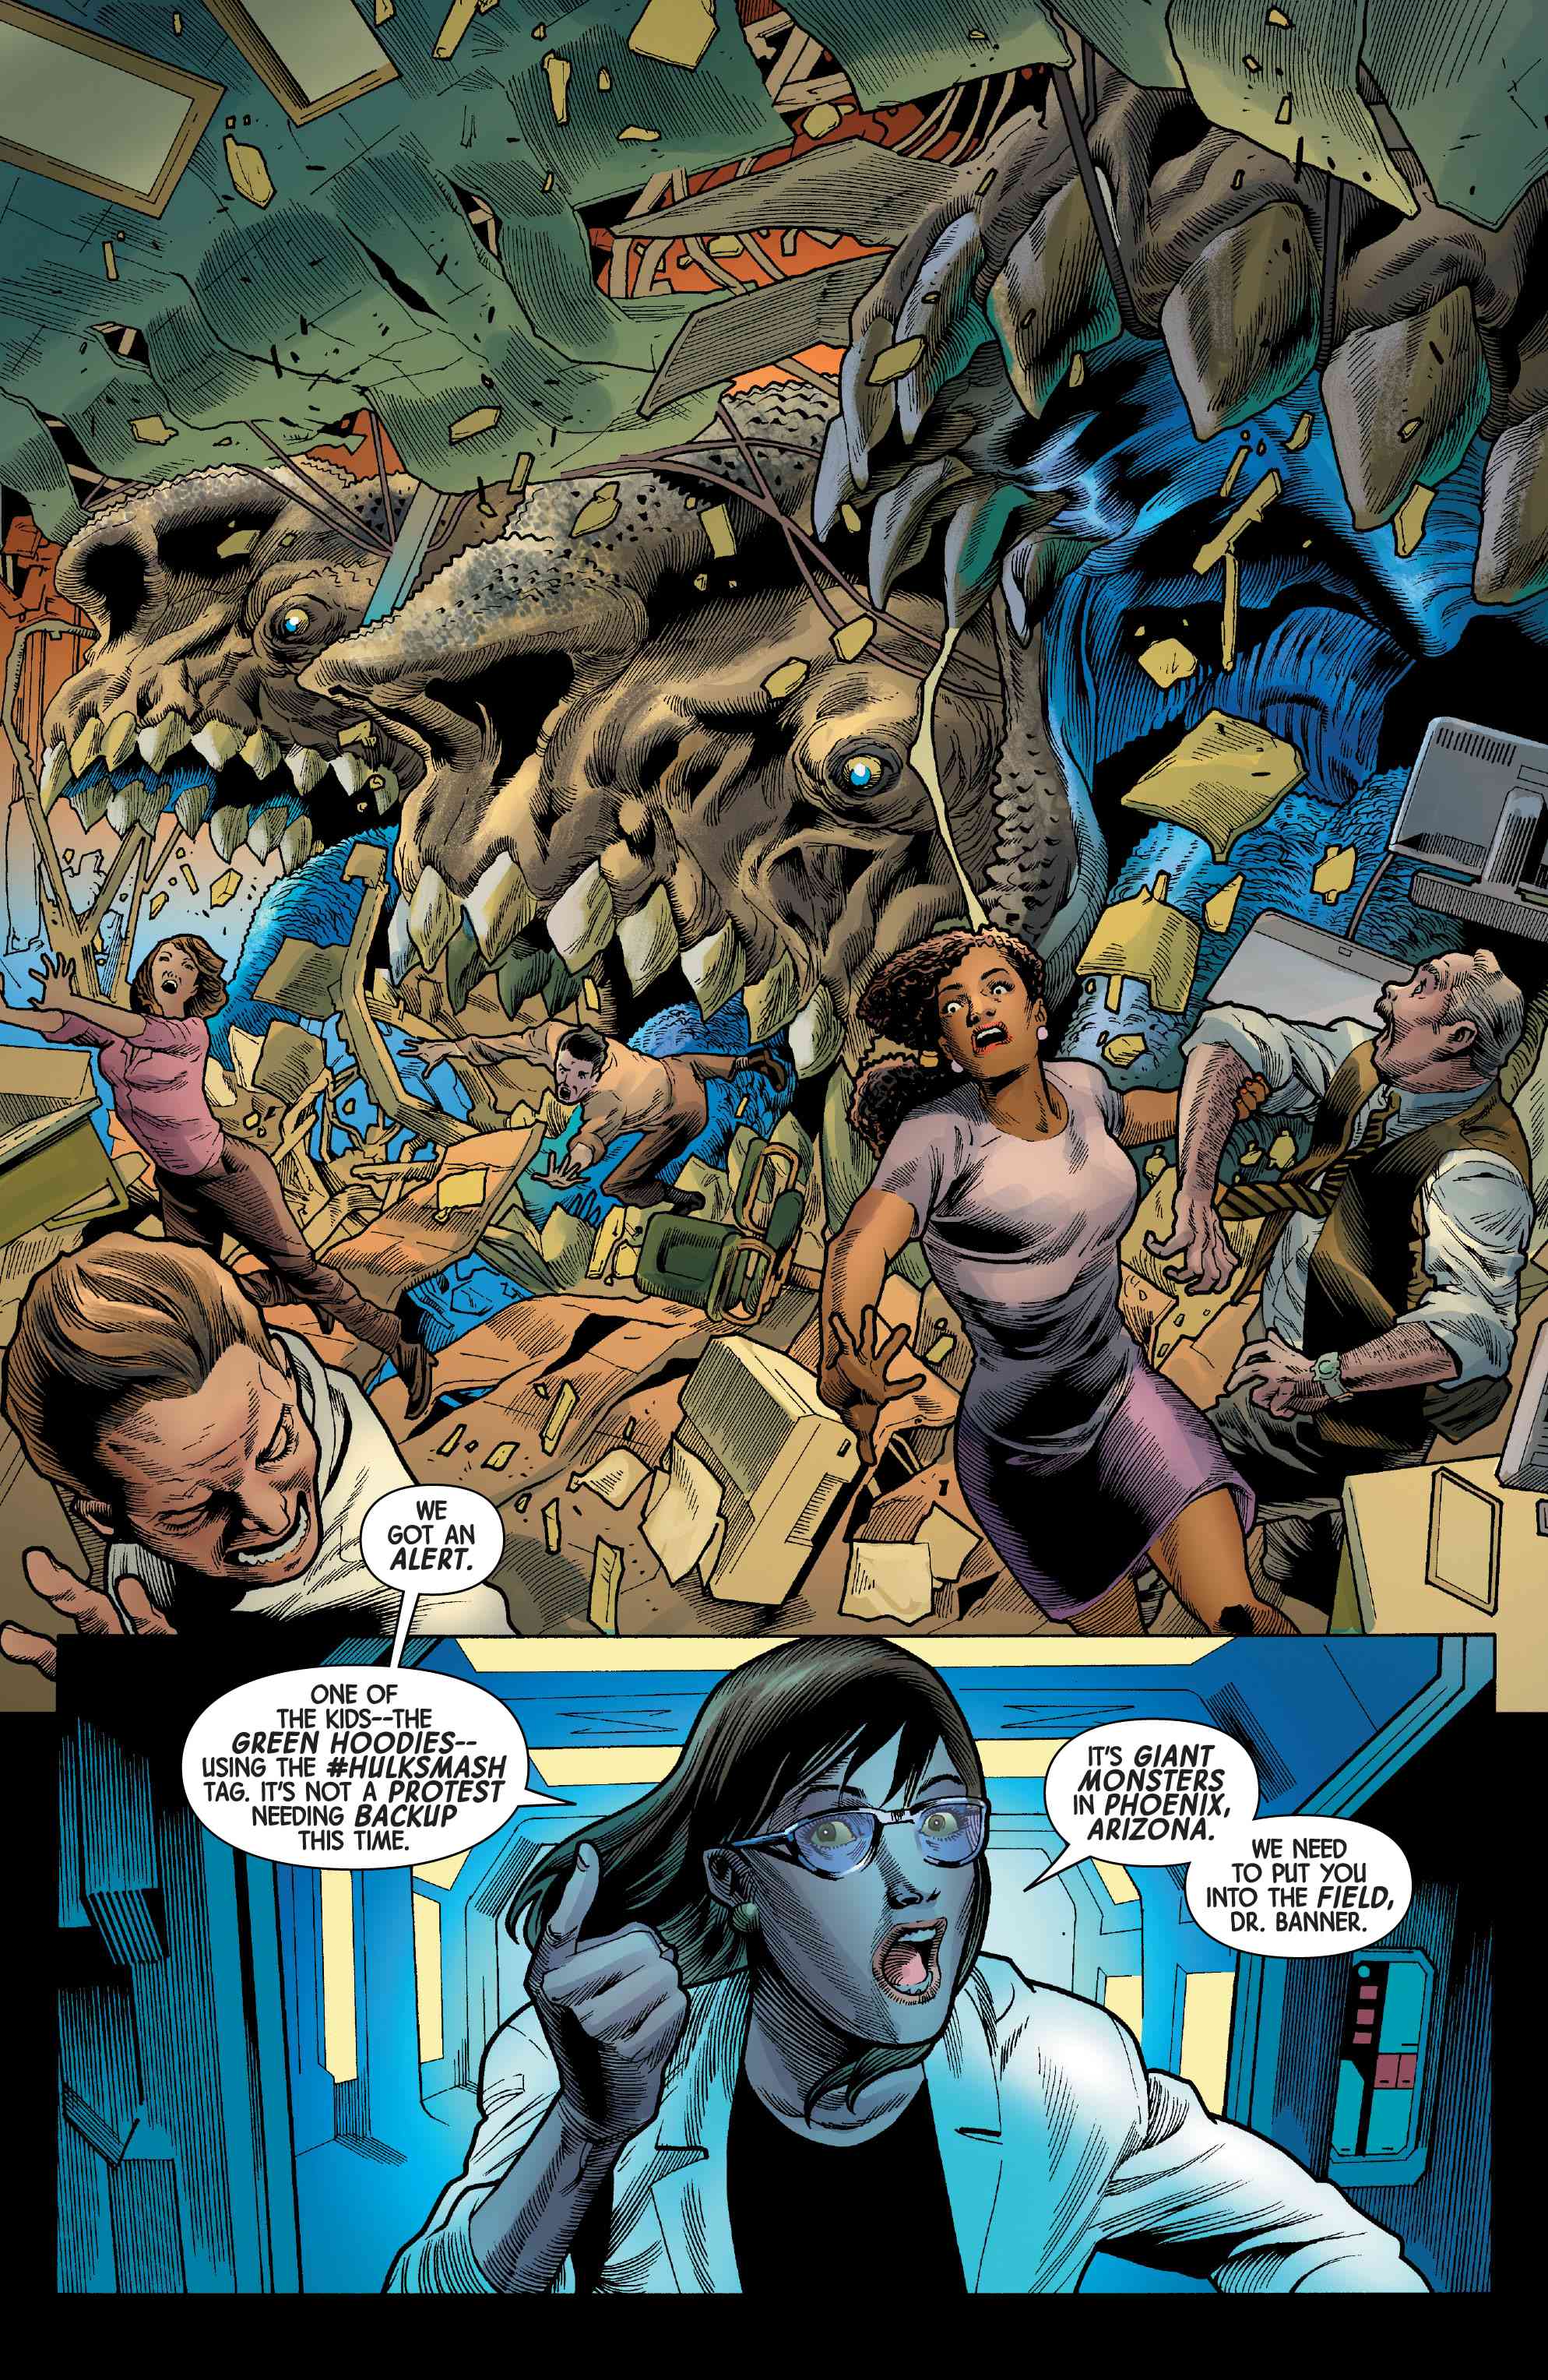 WE
GOT AN
ALERT.
ONE OF
THE KIDS--THE
GREEN HOODIES--
USING THE #HULKSMASH
TAG. IT'S NOT A PROTEST
NEEDING BACKUP
THIS TIME.
IT'S GIANT
MONSTERS
IN PHOENIX,
ARIZONA.
WE NEED
TO PUT YOU
INTO THE FIELD,
DR. BANNER.